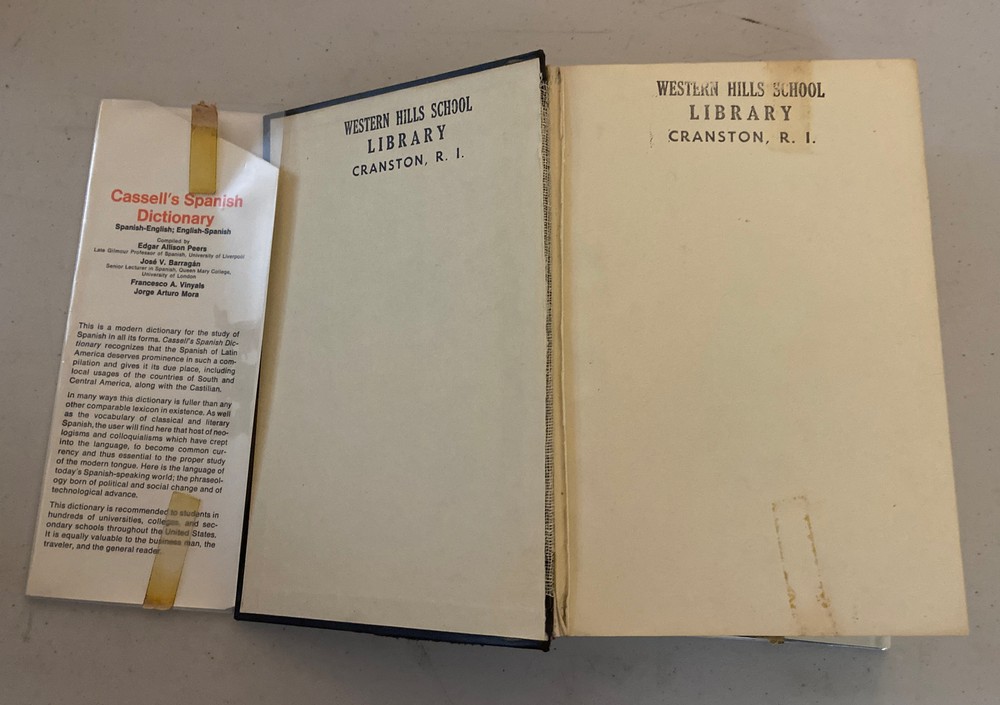 Cassell's Spanish
Dictionary
Spanish-English; English-Spanish
Compiled by
Edgar Allison Peers
Late Gilmour Professor of Spanish, University of Liverpool
José V. Barragán
Senior Lecturer in Spanish, Queen Mary College,
University of London
Francesco A. Vinyals
Jorge Arturo Mora
This is a modern dictionary for the study of
Spanish in all its forms. Cassell's Spanish Dic-
tionary recognizes that the Spanish of Latin
America deserves prominence in such a com-
pilation and gives it its due place, including
local usages of the countries of South and
Central America, along with the Castilian.
In many ways this dictionary is fuller than any
other comparable lexicon in existence. As well
as the vocabulary of classical and literary
Spanish, the user will find here that host of neo-
logisms and colloquialisms which have crept
into the language, to become common cur-
rency and thus essential to the proper study
of the modern tongue. Here is the language of
today's Spanish-speaking world; the phraseol-
ogy born of political and social change and of
technological advance.
This dictionary is recommended to students in
hundreds of universities, colleges, and sec-
ondary schools throughout the United States.
It is equally valuable to the business man, the
traveler, and the general reader.
WESTERN HILLS SCHOOL
LIBRARY
CRANSTON, R. I.
WESTERN HILLS SCHOOL
LIBRARY
CRANSTON, R. I.